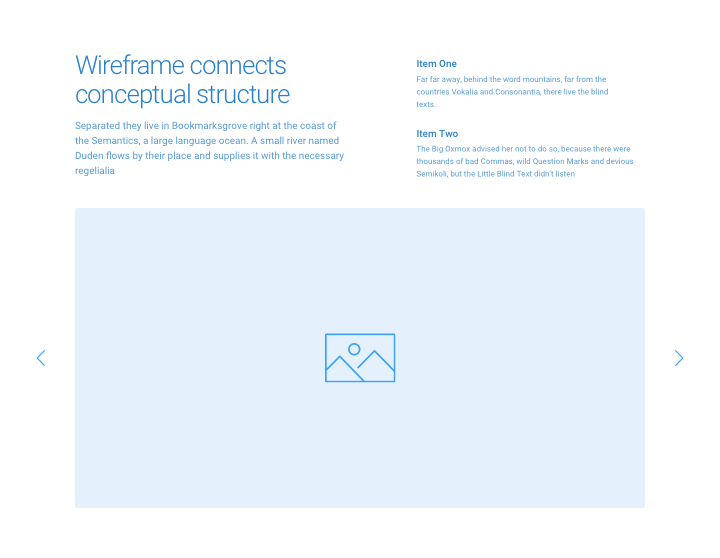 Wireframe connects
conceptual structure
Separated they live in Bookmarksgrove right at the coast of
the Semantics, a large language ocean. A small river named
Duden flows by their place and supplies it with the necessary
regelialia
Item One
Far far away, behind the word mountains, far from the
countries Vokalia and Consonantia, there live the blind
texts.
Item Two
The Big Oxmox advised her not to do so, because there were
thousands of bad Commas, wild Question Marks and devious
Semikoli, but the Little Blind Text didn't listen